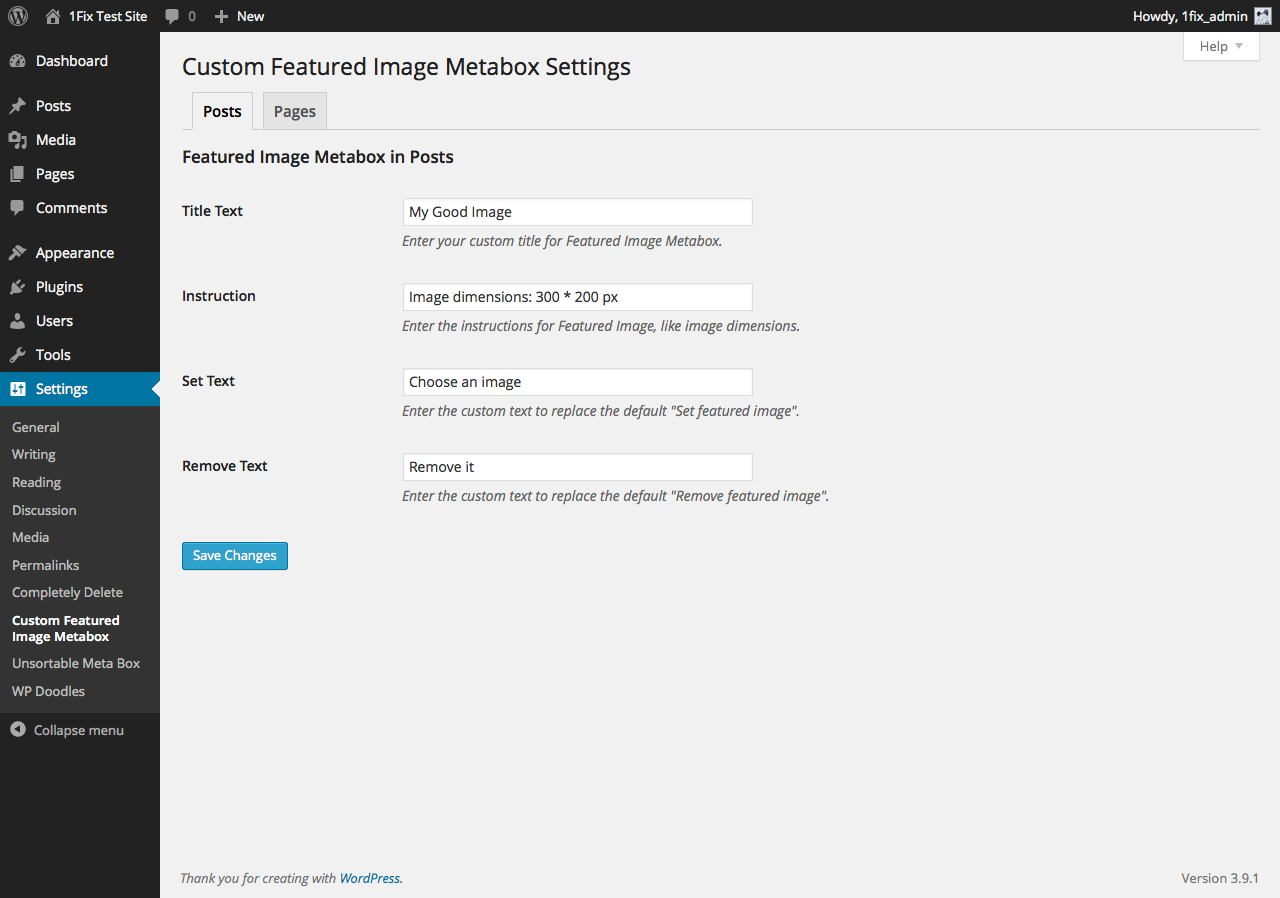 1Fix Test Site 0 New Howdy, 1fix_admin
Help
Dashboard
Posts
Media
Pages
Comments
Appearance
Plugins
Users
Tools
Settings
General
Writing
Reading
Discussion
Media
Permalinks
Completely Delete
Custom Featured
Image Metabox
Unsortable Meta Box
WP Doodles
Collapse menu
Custom Featured Image Metabox Settings
Posts Pages
Featured Image Metabox in Posts
Title Text My Good Image
Enter your custom title for Featured Image Metabox.
Instruction Image dimensions: 300 * 200 px
Enter the instructions for Featured Image, like image dimensions.
Set Text Choose an image
Enter the custom text to replace the default "Set featured image".
Remove Text Remove it
Enter the custom text to replace the default "Remove featured image".
Save Changes
Thank you for creating with WordPress. Version 3.9.1